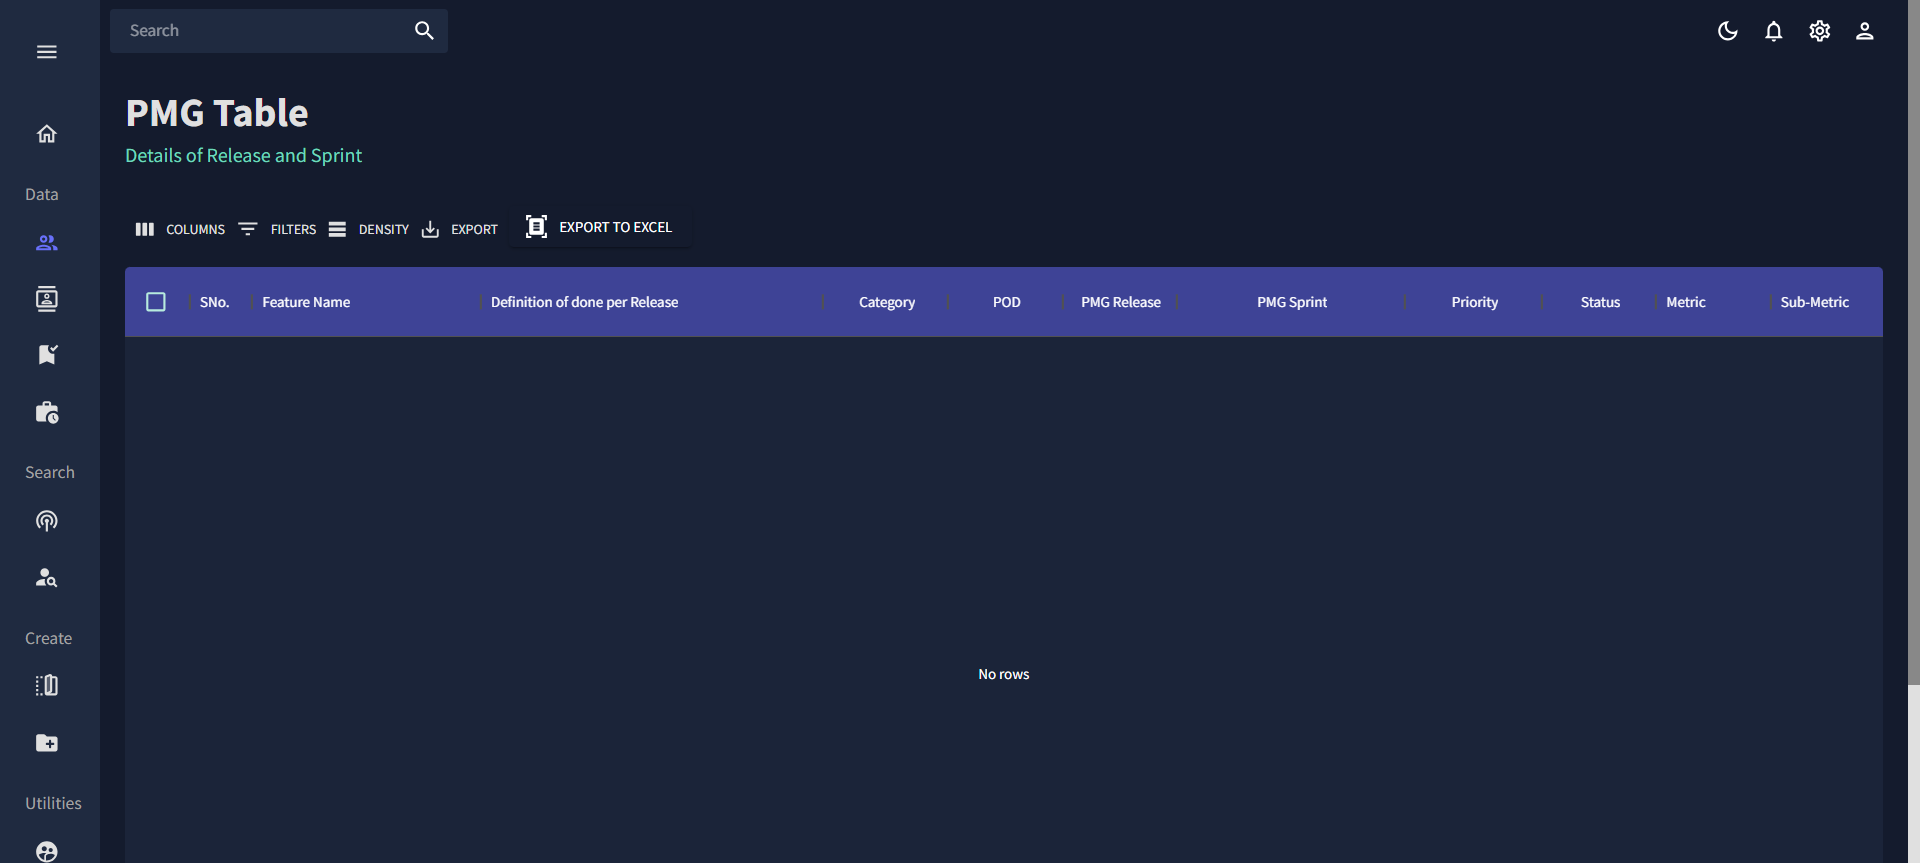 Search
PMG Table
Details of Release and Sprint
Data
COLUMNS FILTERS DENSITY EXPORT EXPORT TO EXCEL
SNo. Feature Name Definition of done per Release Category POD PMG Release PMG Sprint Priority Status Metric Sub-Metric
Search
Create
No rows
Utilities